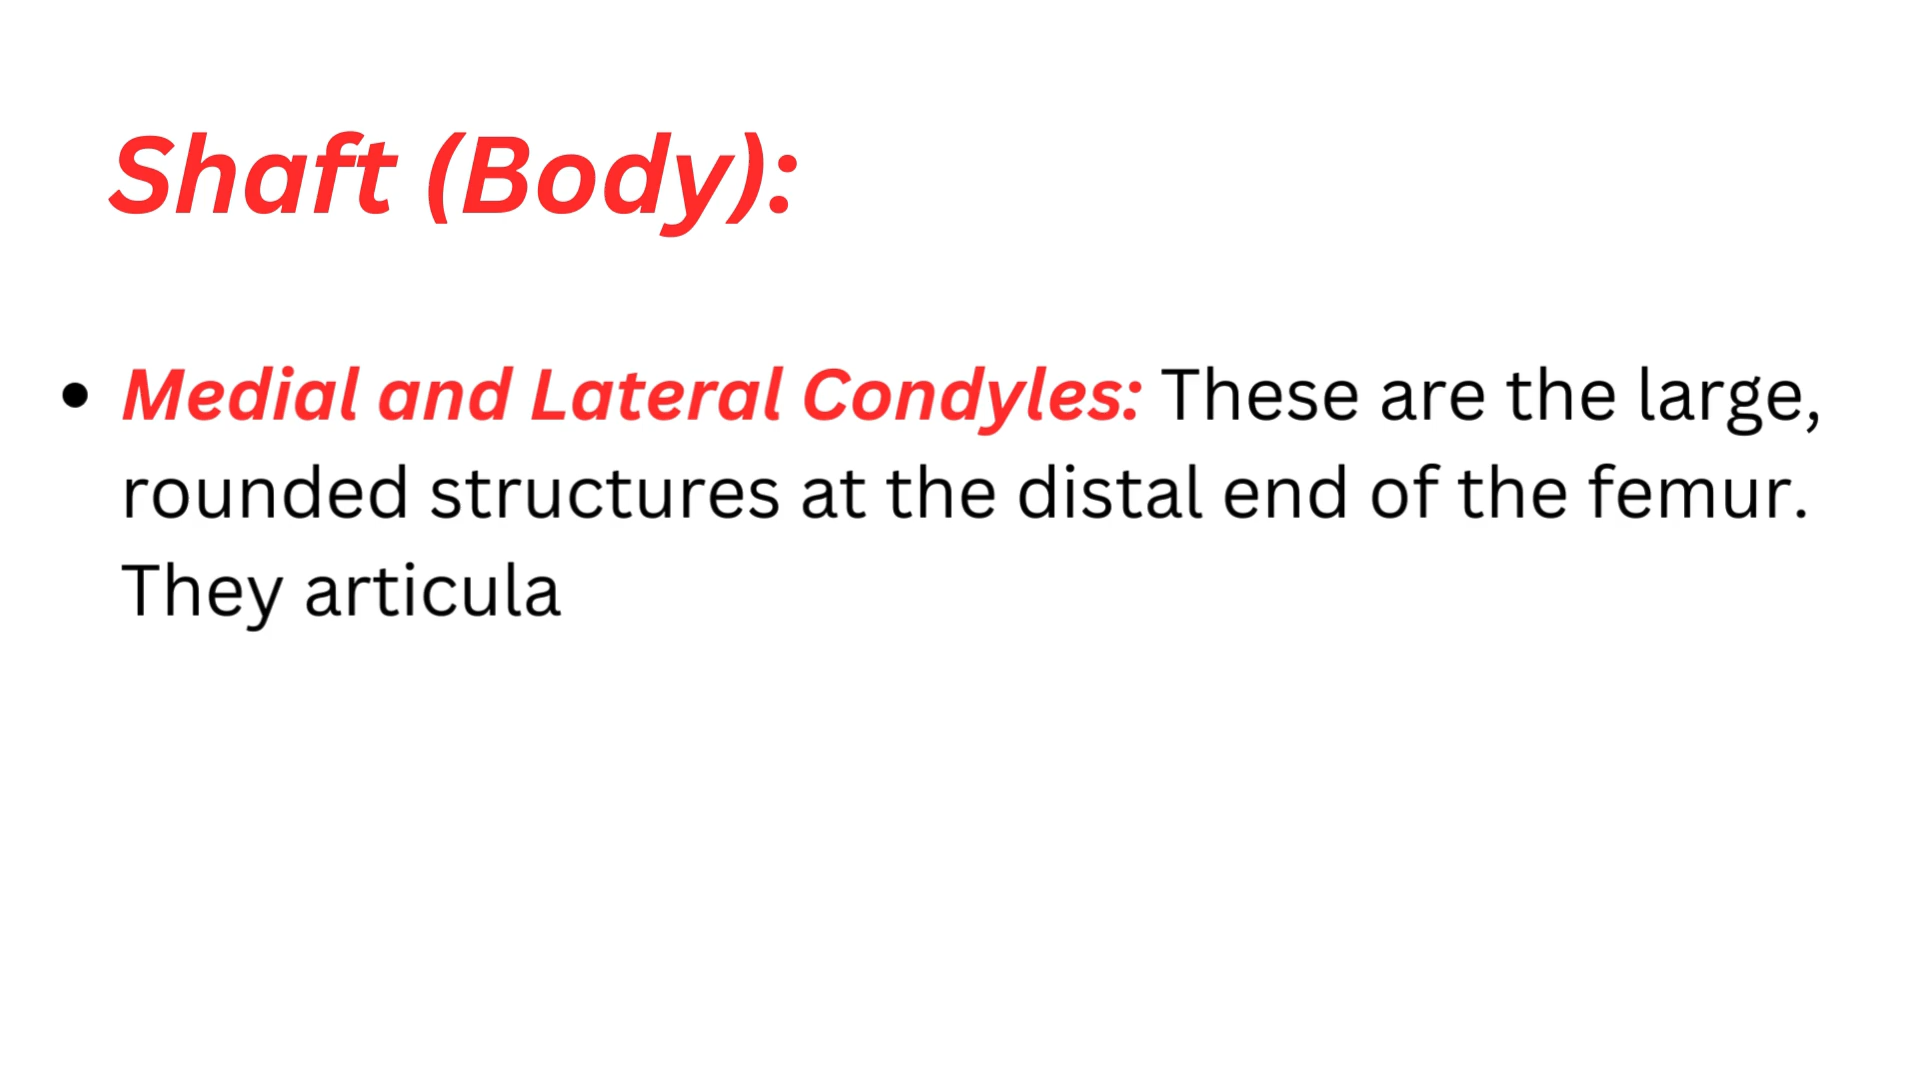 Shaft (Body):
• Medial and Lateral Condyles: These are the large,
rounded structures at the distal end of the femur.
They articula